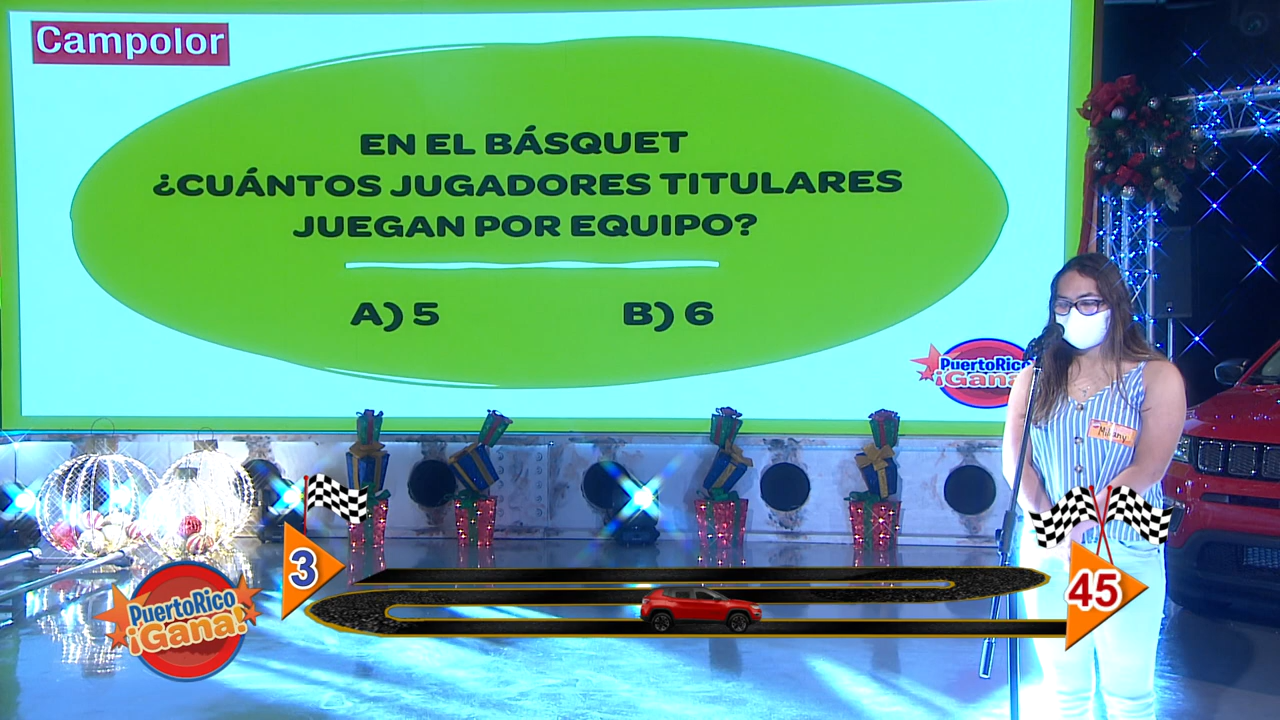 Campolor
EN EL BÁSQUET
¿CUÁNTOS JUGADORES TITULARES
JUEGAN POR EQUIPO?
A) 5
B) 6
PuertoRico
¡Gana
3
45
PuertoRico
¡Gana!